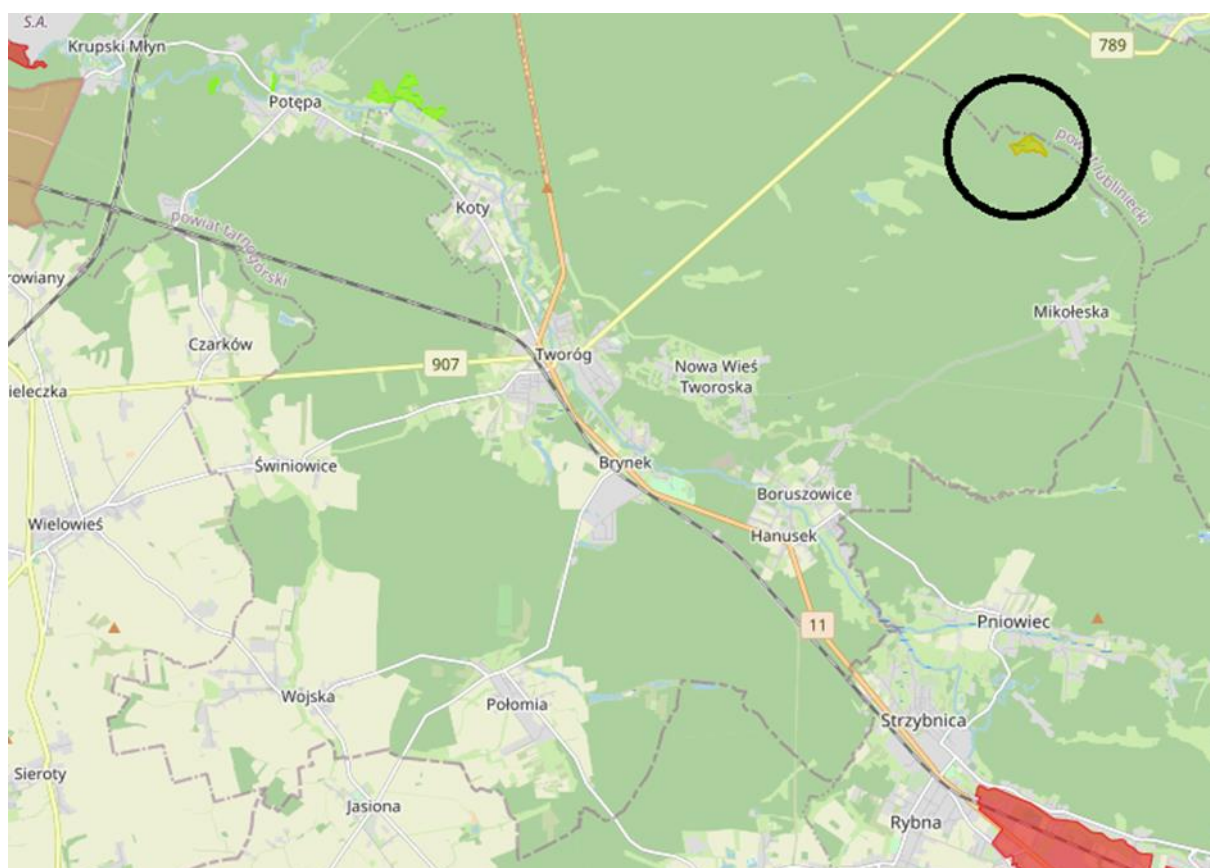 S.A.
Krupski Młyn
789
Potępa
powiat lubliniecki
Koty
powiat tarnogórski
rowiany
Mikołeska
Czarków
907
Tworóg
Nowa Wieś
Tworoska
ieleczka
Świniowice
Brynek
Boruszowice
Wielowieś
Hanusek
11
Pniowiec
Wojska
Połomia
Strzybnica
Sieroty
Jasiona
Rybna